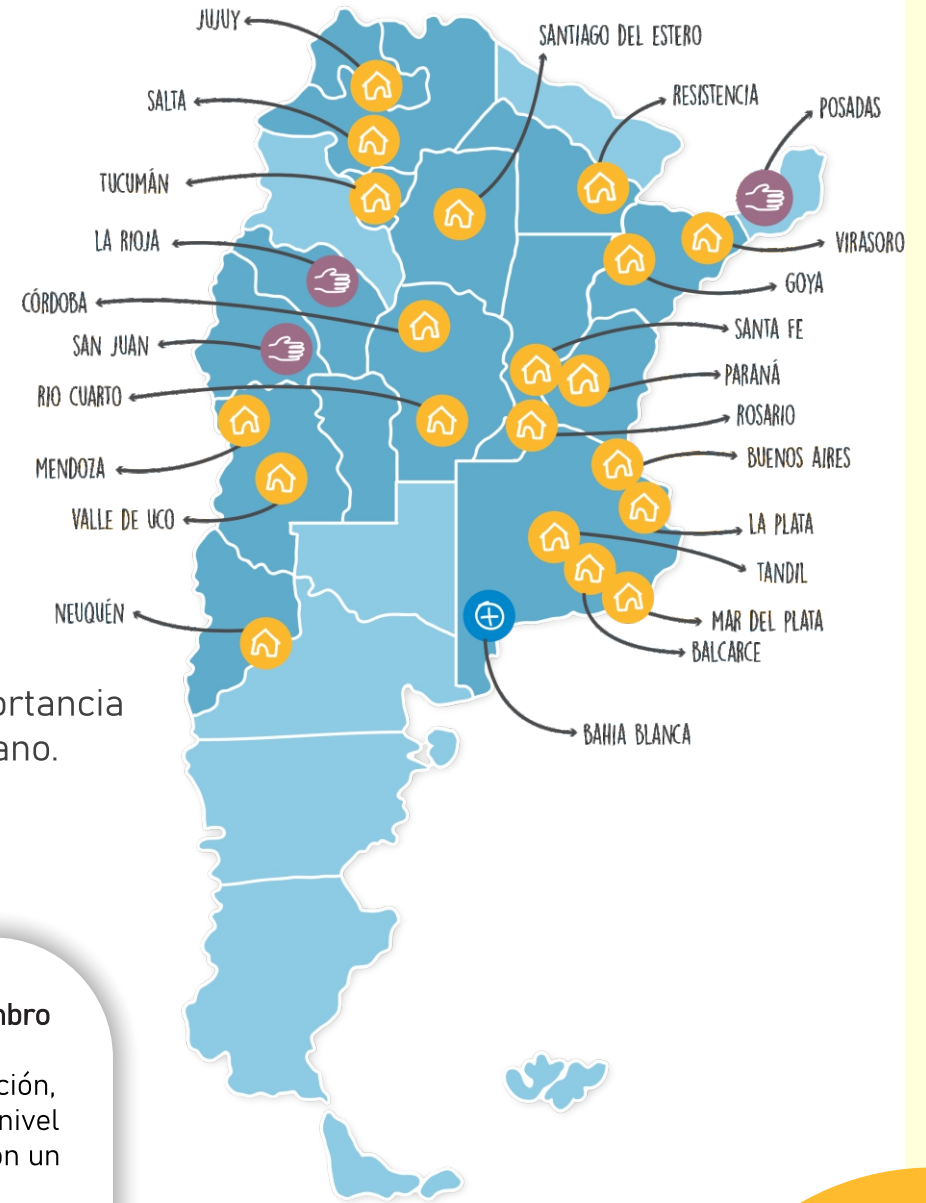 JUJUY
SANTIAGO DEL ESTERO
SALTA
RESISTENCIA
POSADAS
TUCUMÁN
LA RIOJA
VIRASORO
GOYA
CÓRDOBA
SANTA FE
SAN JUAN
PARANÁ
RIO CUARTO
ROSARIO
MENDOZA
BUENOS AIRES
VALLE DE UCO
LA PLATA
TANDIL
NEUQUÉN
MAR DEL PLATA
BALCARCE
BAHIA BLANCA
ortancia
ano.
mbro
ción,
nivel
on un